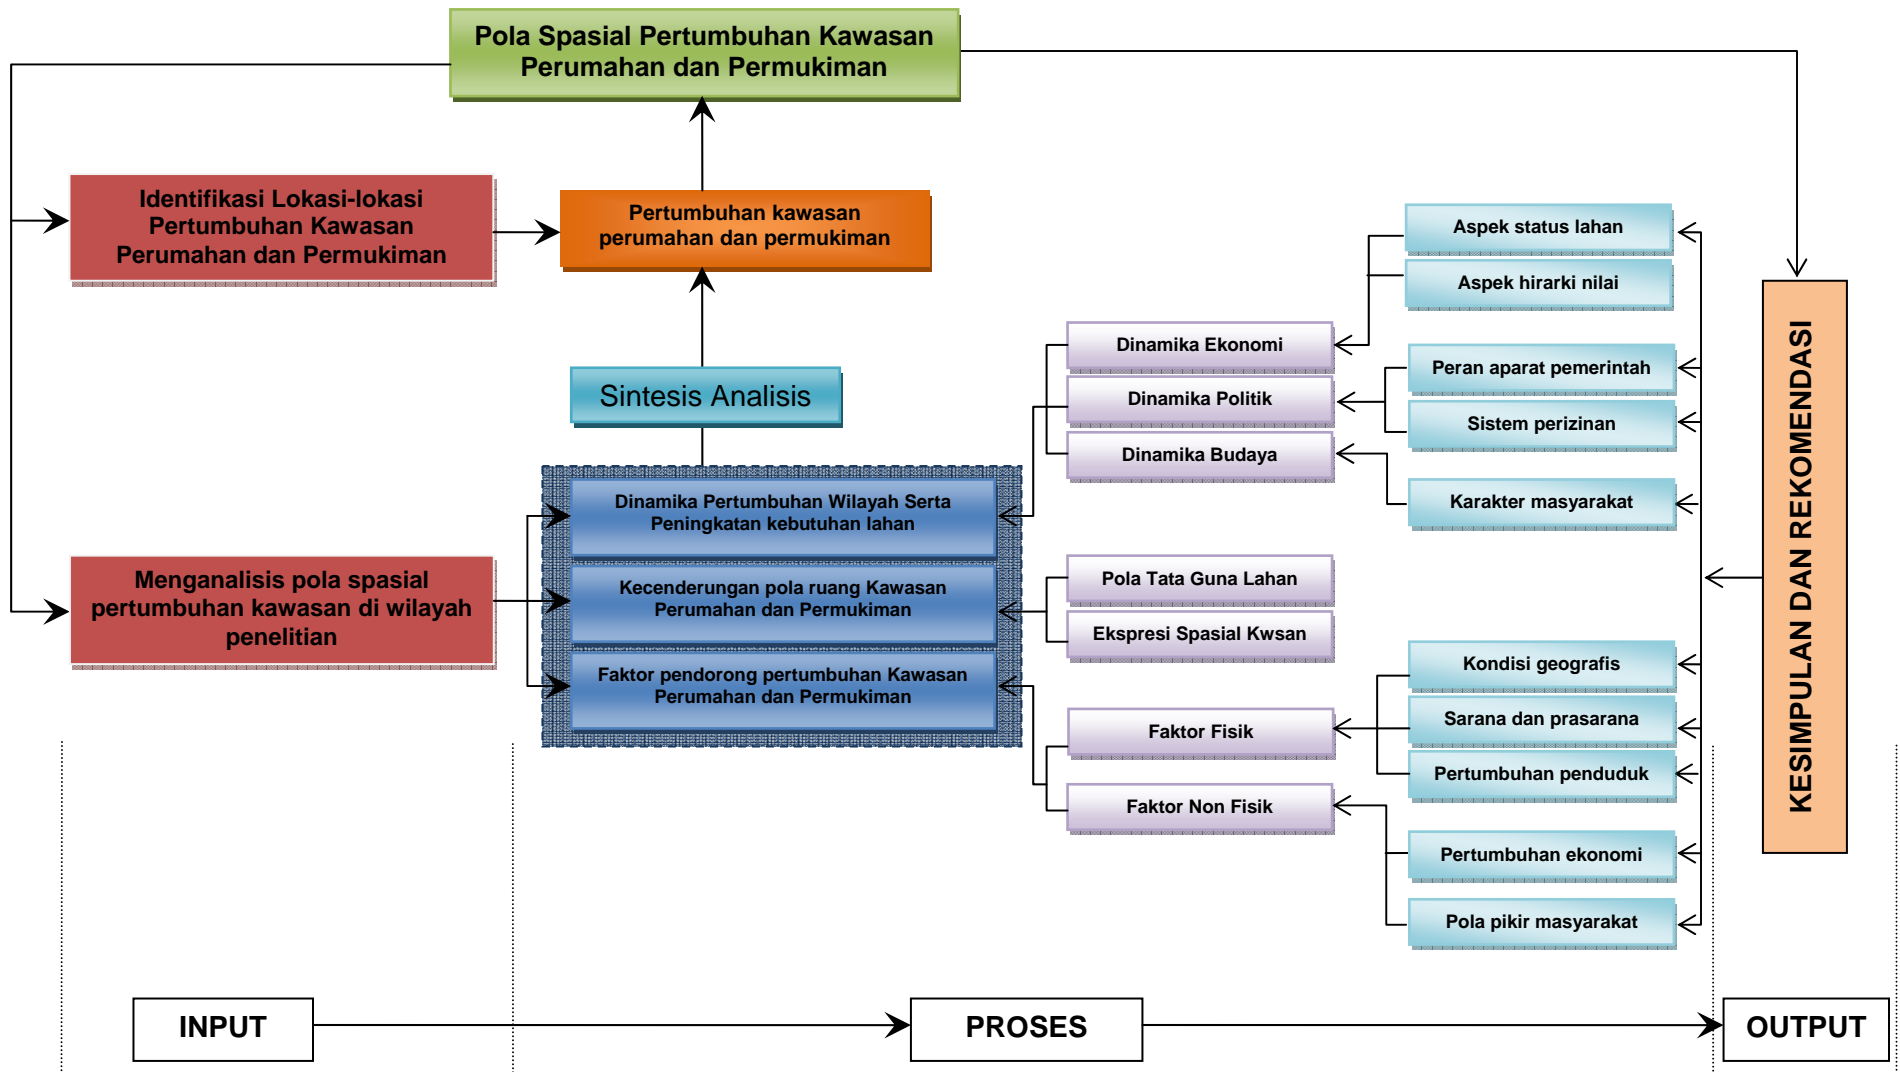 Pola Spasial Pertumbuhan Kawasan
Perumahan dan Permukiman
Identifikasi Lokasi-lokasi
Pertumbuhan Kawasan
Perumahan dan Permukiman
Pertumbuhan kawasan
perumahan dan permukiman
Sintesis Analisis
Menganalisis pola spasial
pertumbuhan kawasan di wilayah
penelitian
Dinamika Pertumbuhan Wilayah Serta
Peningkatan kebutuhan lahan
Kecenderungan pola ruang Kawasan
Perumahan dan Permukiman
Faktor pendorong pertumbuhan Kawasan
Perumahan dan Permukiman
Dinamika Ekonomi
Dinamika Politik
Dinamika Budaya
Pola Tata Guna Lahan
Ekspresi Spasial Kwsan
Faktor Fisik
Faktor Non Fisik
Aspek status lahan
Aspek hirarki nilai
Peran aparat pemerintah
Sistem perizinan
Karakter masyarakat
Kondisi geografis
Sarana dan prasarana
Pertumbuhan penduduk
Pertumbuhan ekonomi
Pola pikir masyarakat
KESIMPULAN DAN REKOMENDASI
INPUT
PROSES
OUTPUT